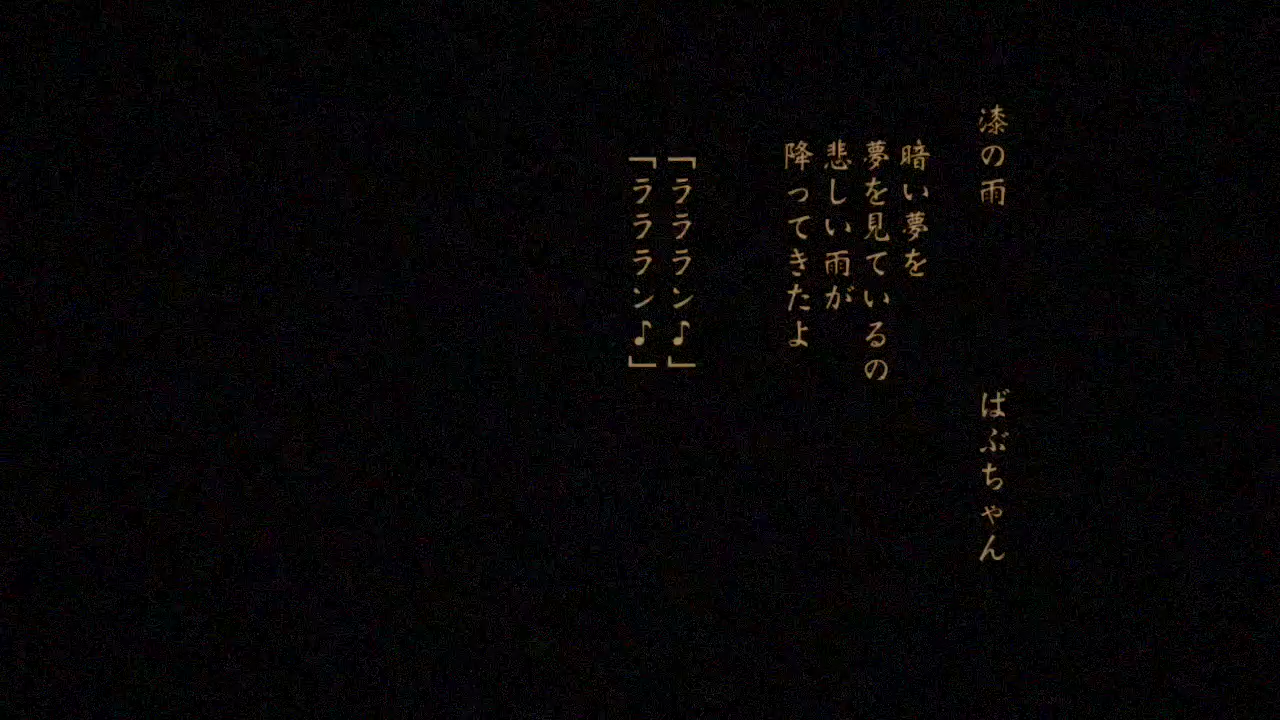 漆の雨
ばぶちゃん
暗い夢を
夢を見ているの
悲しい雨が
降ってきたよ
「ラララン♪」
「ラララン♪」